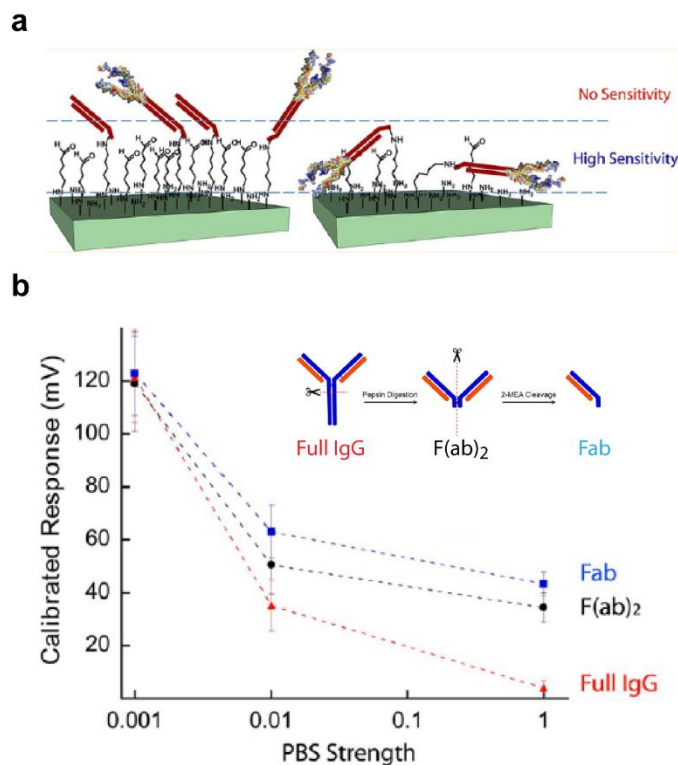 a
No Sensitivity
High Sensitivity
b
Calibrated Response (mV)
120
100
80
60
40
20
0.001
0.01
0.1
1
PBS Strength
Full IgG
Pepsin Digestion
F(ab)₂
2-MEA Cleavage
Fab
Fab
F(ab)₂
Full IgG